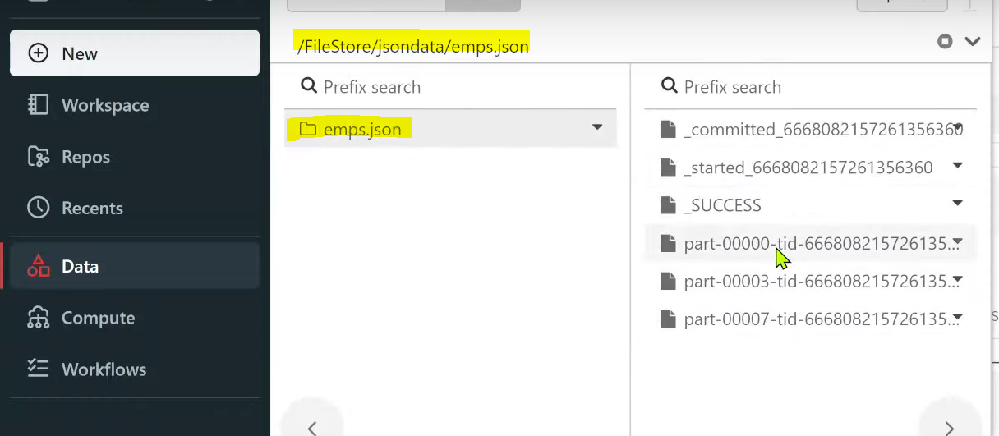 New
Workspace
Repos
Recents
Data
Compute
Workflows
/FileStore/jsondata/emps.json
Prefix search
emps.json
Prefix search
_committed_6668082157261356360
_started_6668082157261356360
_SUCCESS
part-00000-tid-666808215726135...
part-00003-tid-666808215726135...
part-00007-tid-666808215726135...